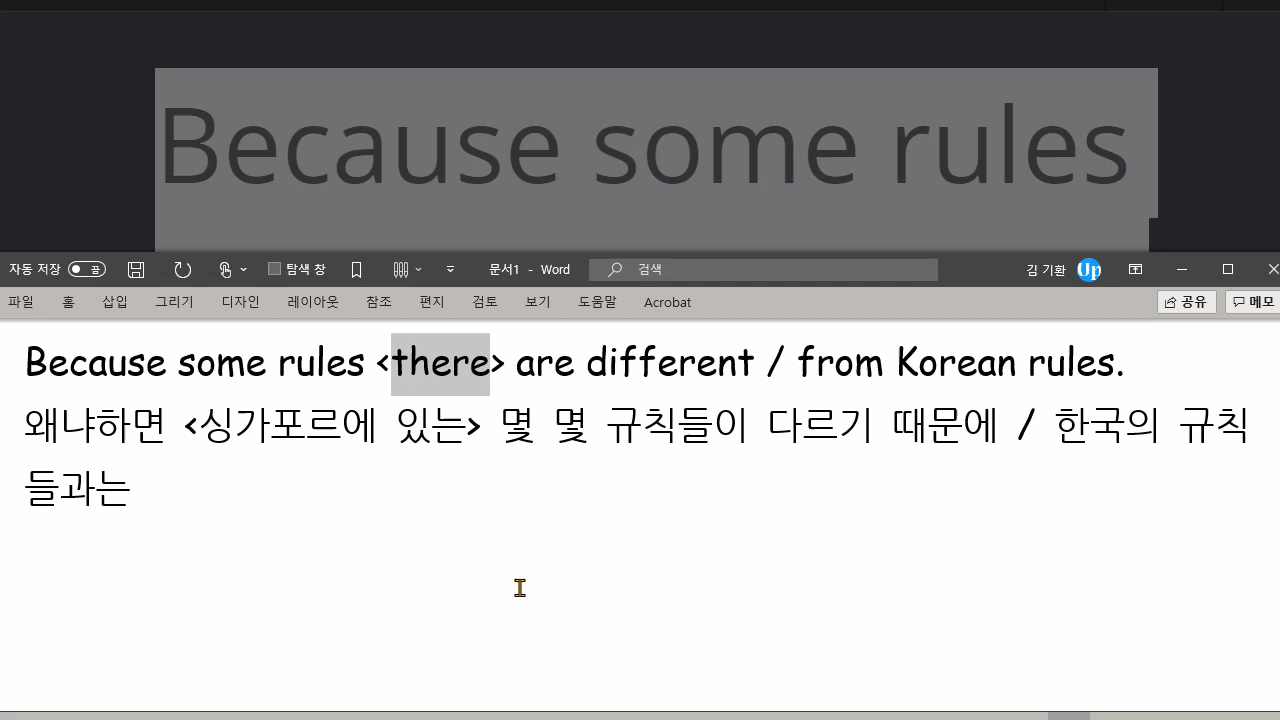 Because some rules
자동 저장 끔 탐색 창 문서1 - Word 검색 김 기환 Up
파일 홈 삽입 그리기 디자인 레이아웃 참조 편지 검토 보기 도움말 Acrobat 공유 메모
Because some rules <there> are different / from Korean rules.
왜냐하면 <싱가포르에 있는> 몇 몇 규칙들이 다르기 때문에 / 한국의 규칙
들과는